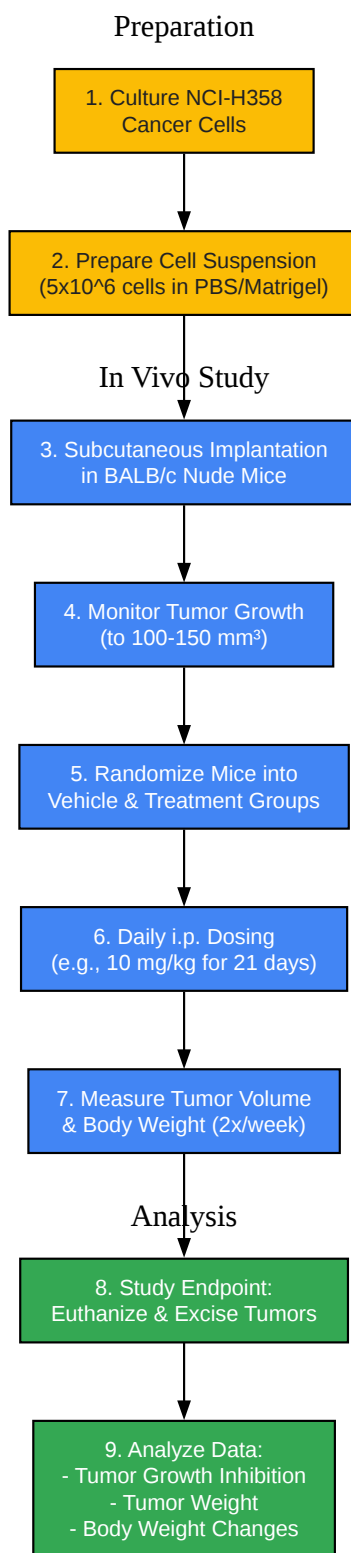 Preparation
1. Culture NCI-H358
Cancer Cells
2. Prepare Cell Suspension
(5x10^6 cells in PBS/Matrigel)
In Vivo Study
3. Subcutaneous Implantation
in BALB/c Nude Mice
4. Monitor Tumor Growth
(to 100-150 mm³)
5. Randomize Mice into
Vehicle & Treatment Groups
6. Daily i.p. Dosing
(e.g., 10 mg/kg for 21 days)
7. Measure Tumor Volume
& Body Weight (2x/week)
Analysis
8. Study Endpoint:
Euthanize & Excise Tumors
9. Analyze Data:
- Tumor Growth Inhibition
- Tumor Weight
- Body Weight Changes